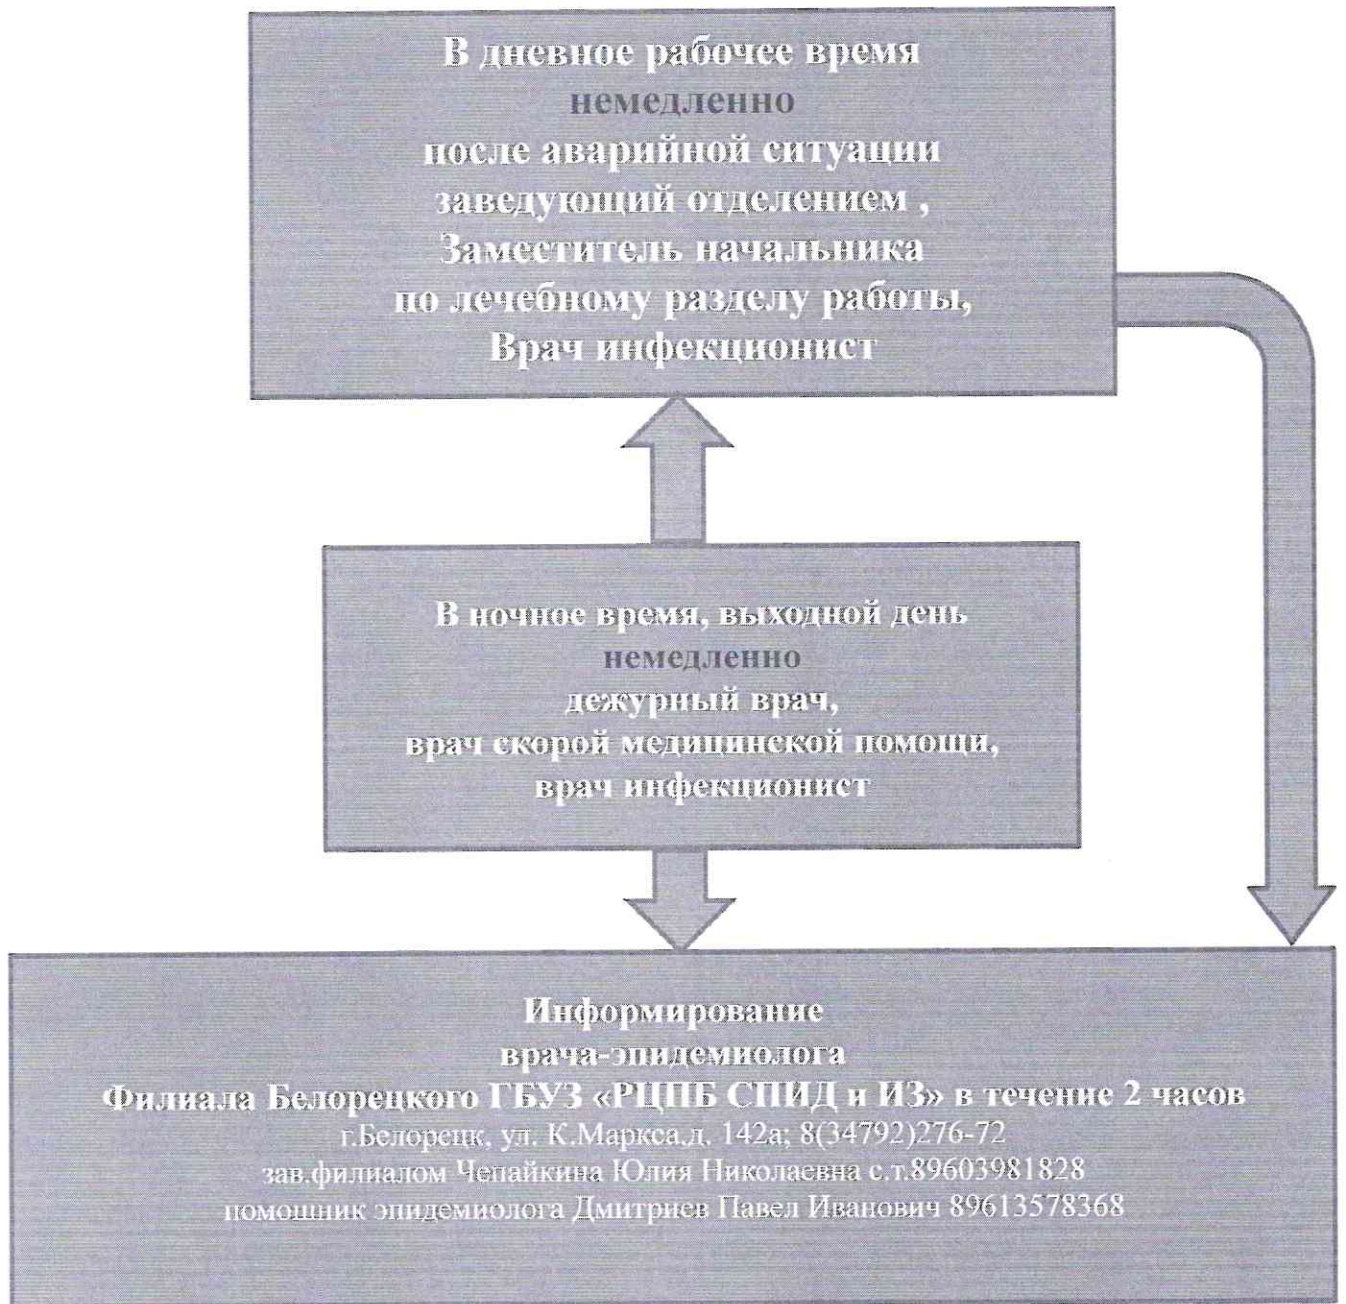 В дневное рабочее время
немедленно
после аварийной ситуации
заведующий отделением ,
Заместитель начальника
по лечебному разделу работы,
Врач инфекционист
В ночное время, выходной день
немедленно
дежурный врач,
врач скорой медицинской помощи,
врач инфекционист
Информирование
врача-эпидемиолога
Филиала Белорецкого ГБУЗ «РЦПБ СПИД и ИЗ» в течение 2 часов
г.Белорецк, ул. К.Маркса,д. 142а; 8(34792)276-72
зав.филиалом Чепайкина Юлия Николаевна с.т.89603981828
помошник эпидемиолога Дмитриев Павел Иванович 89613578368